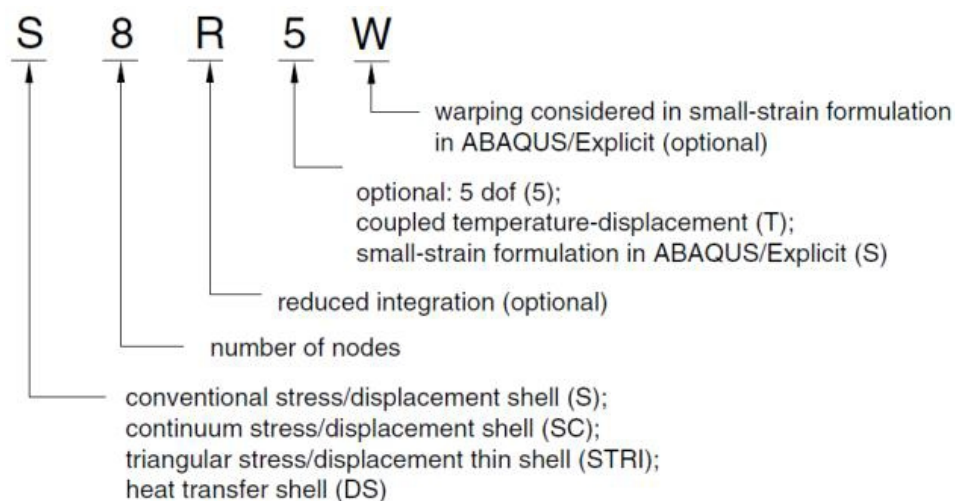 S 8 R 5 W
warping considered in small-strain formulation
in ABAQUS/Explicit (optional)
optional: 5 dof (5);
coupled temperature-displacement (T);
small-strain formulation in ABAQUS/Explicit (S)
reduced integration (optional)
number of nodes
conventional stress/displacement shell (S);
continuum stress/displacement shell (SC);
triangular stress/displacement thin shell (STRI);
heat transfer shell (DS)